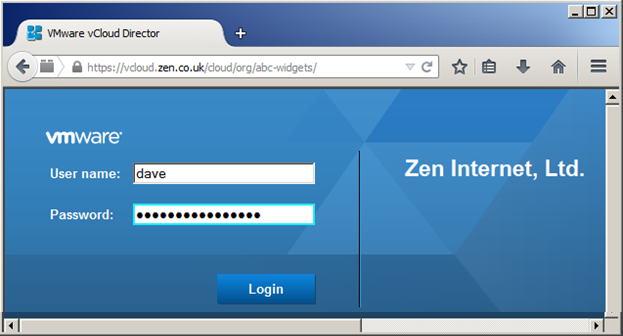 VMware vCloud Director
https://vcloud.zen.co.uk/cloud/org/abc-widgets/
vmware
Zen Internet, Ltd.
User name: dave
Password: ••••••••••••••••
Login